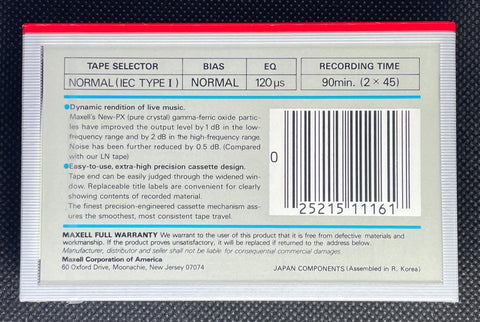 TAPE SELECTOR BIAS EQ RECORDING TIME
NORMAL (IEC TYPE I) NORMAL 120 µs 90min. (2 × 45)
Dynamic rendition of live music.
Maxell's New-PX (pure crystal) gamma-ferric oxide partic-
les have improved the output level by 1 dB in the low-
frequency range and by 2 dB in the high-frequency range.
Noise has been further reduced by 0.5 dB. (Compared
with our LN tape)
Easy-to-use, extra-high precision cassette design.
Tape end can be easily judged through the widened win-
dow. Replaceable title labels are convenient for clearly
showing contents of recorded material.
The finest precision-engineered cassette mechanism as-
sures the smoothest, most consistent tape travel.
0
25215 11161
MAXELL FULL WARRANTY We warrant to the user of this product that it is free from defective materials and
workmanship. If the product proves unsatisfactory, it will be replaced if returned to the address below.
Manufacturer, distributor and seller shall not be liable for consequential commercial damages.
Maxell Corporation of America
60 Oxford Drive, Moonachie, New Jersey 07074 JAPAN COMPONENTS (Assembled in R. Korea)